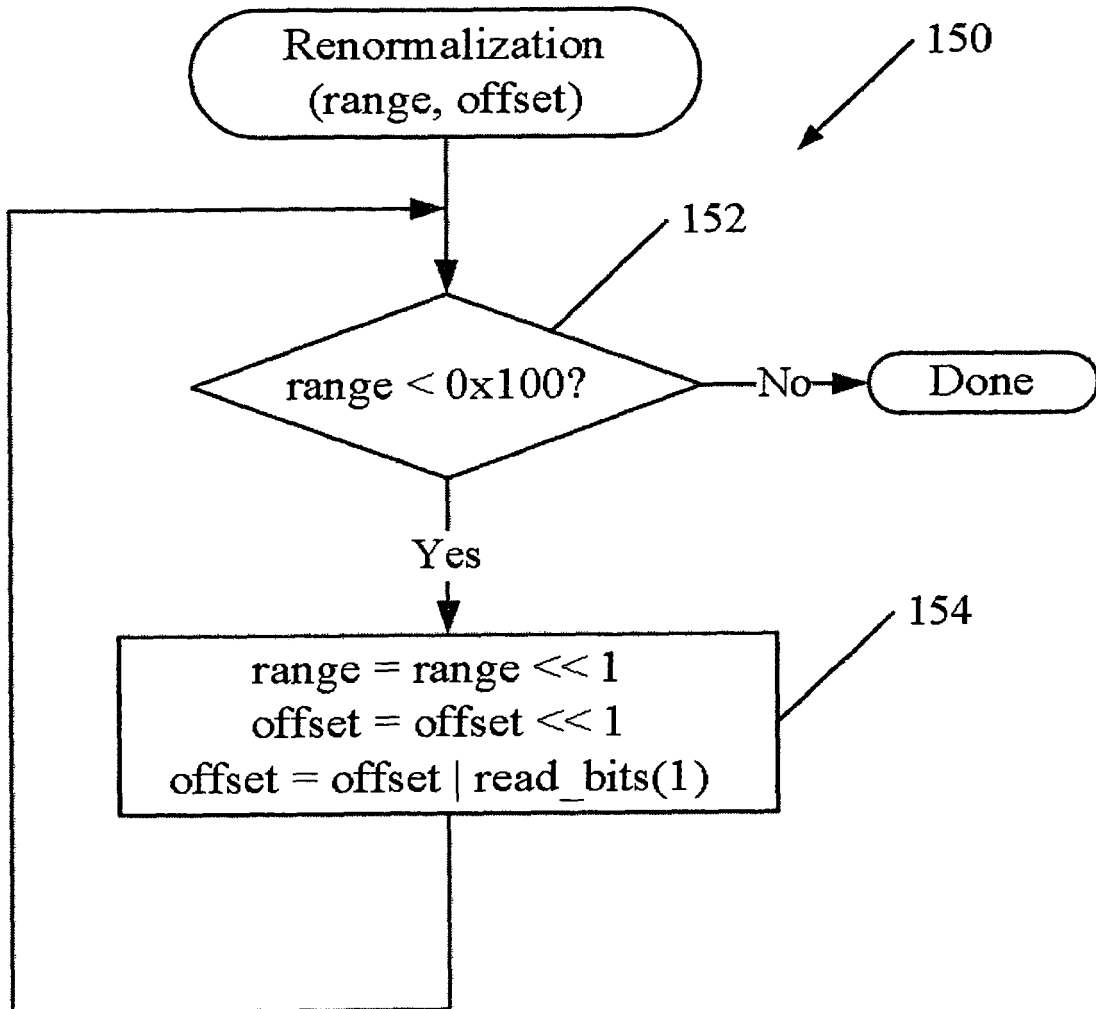 Renormalization
(range, offset)
150
152
range < 0x100?
No
Done
Yes
154
range = range << 1
offset = offset << 1
offset = offset | read_bits(1)